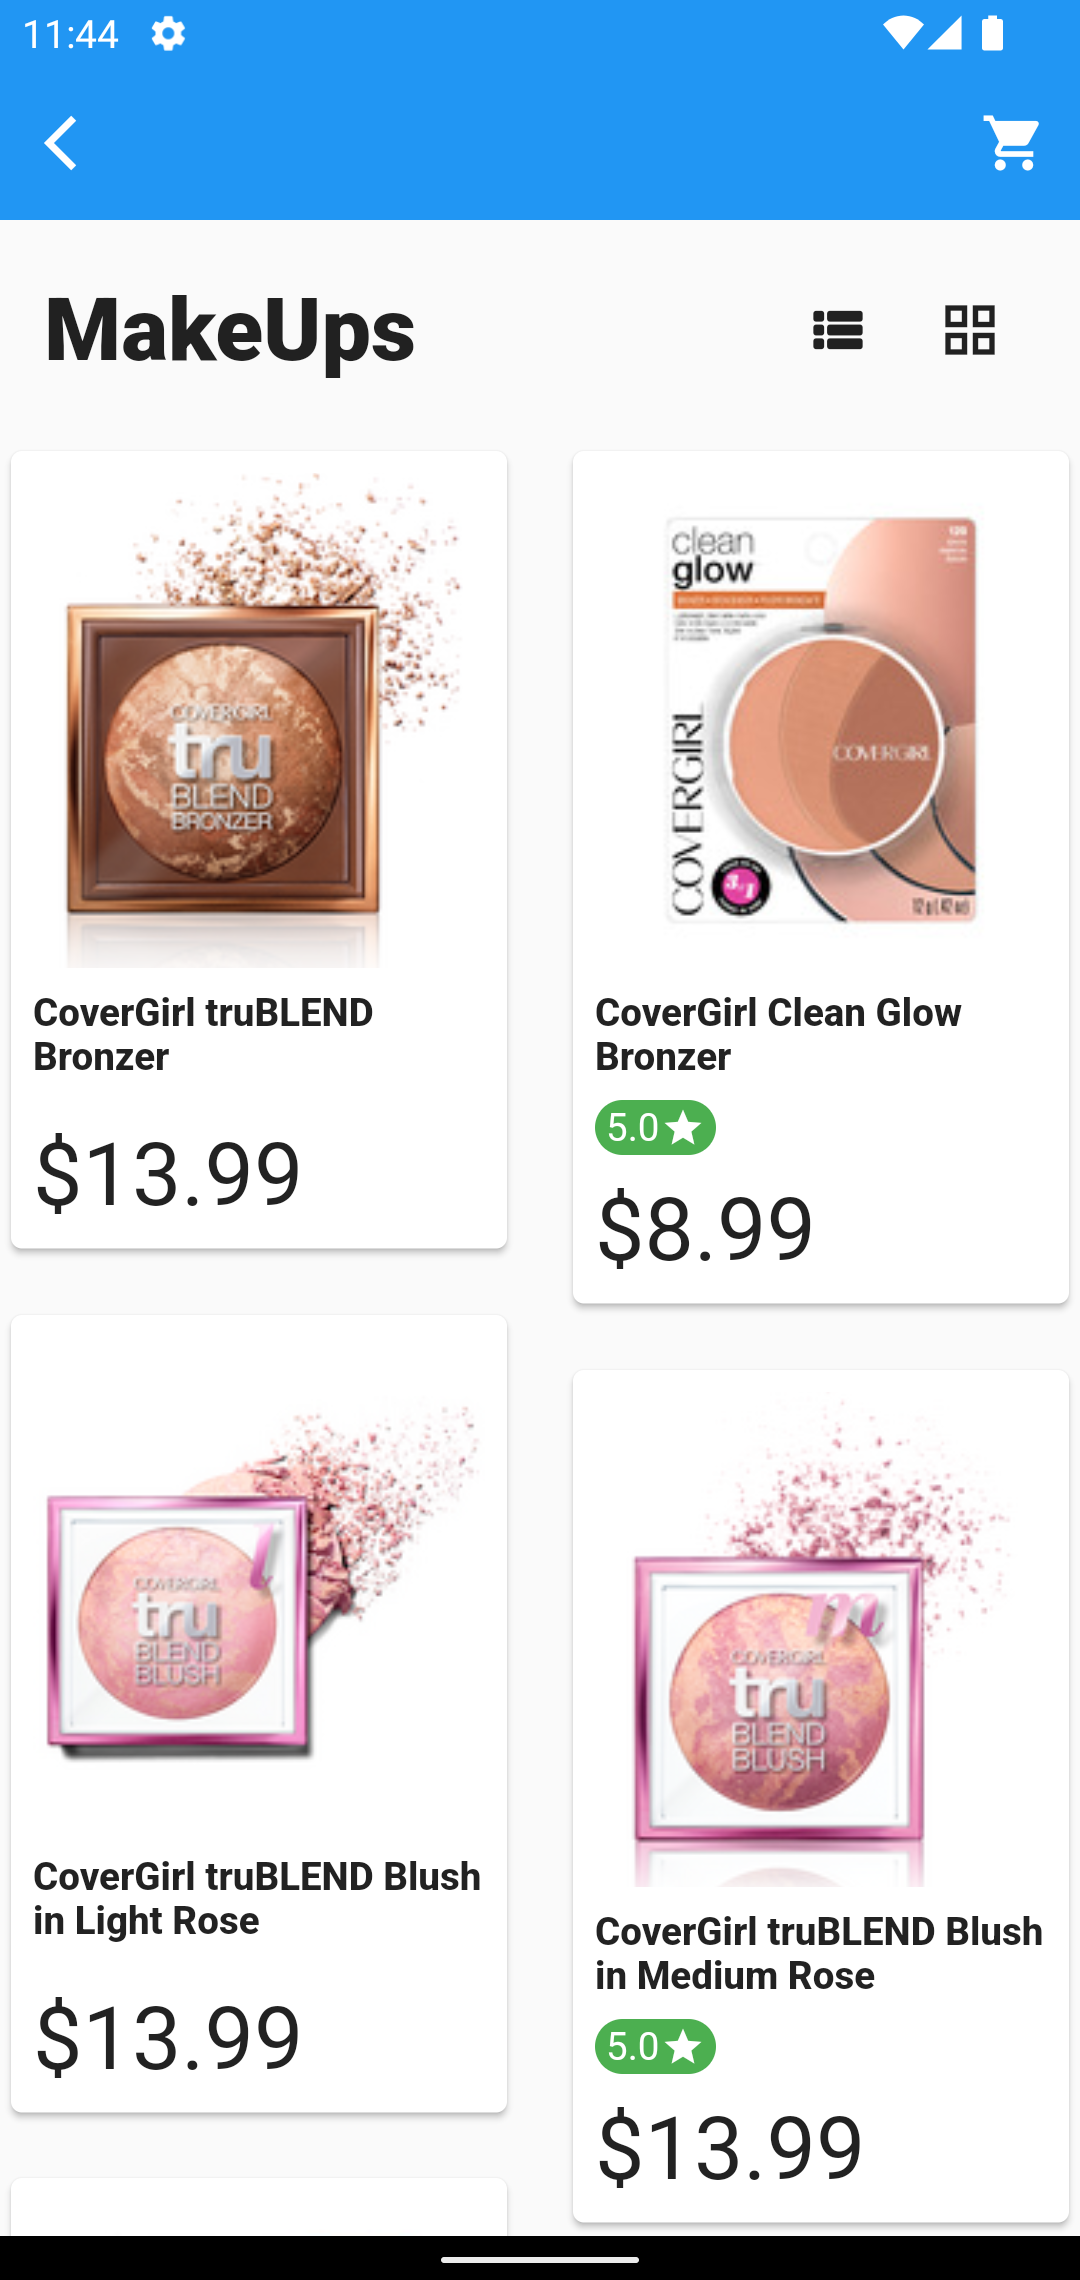 11:44
MakeUps
COVERGIRL
tru
BLEND
BRONZER
CoverGirl truBLEND
Bronzer
$13.99
clean
glow
COVERGIRL
COVERGIRL
CoverGirl Clean Glow
Bronzer
5.0
$8.99
l
COVERGIRL
tru
BLEND
BLUSH
CoverGirl truBLEND Blush
in Light Rose
$13.99
m
COVERGIRL
tru
BLEND
BLUSH
CoverGirl truBLEND Blush
in Medium Rose
5.0
$13.99